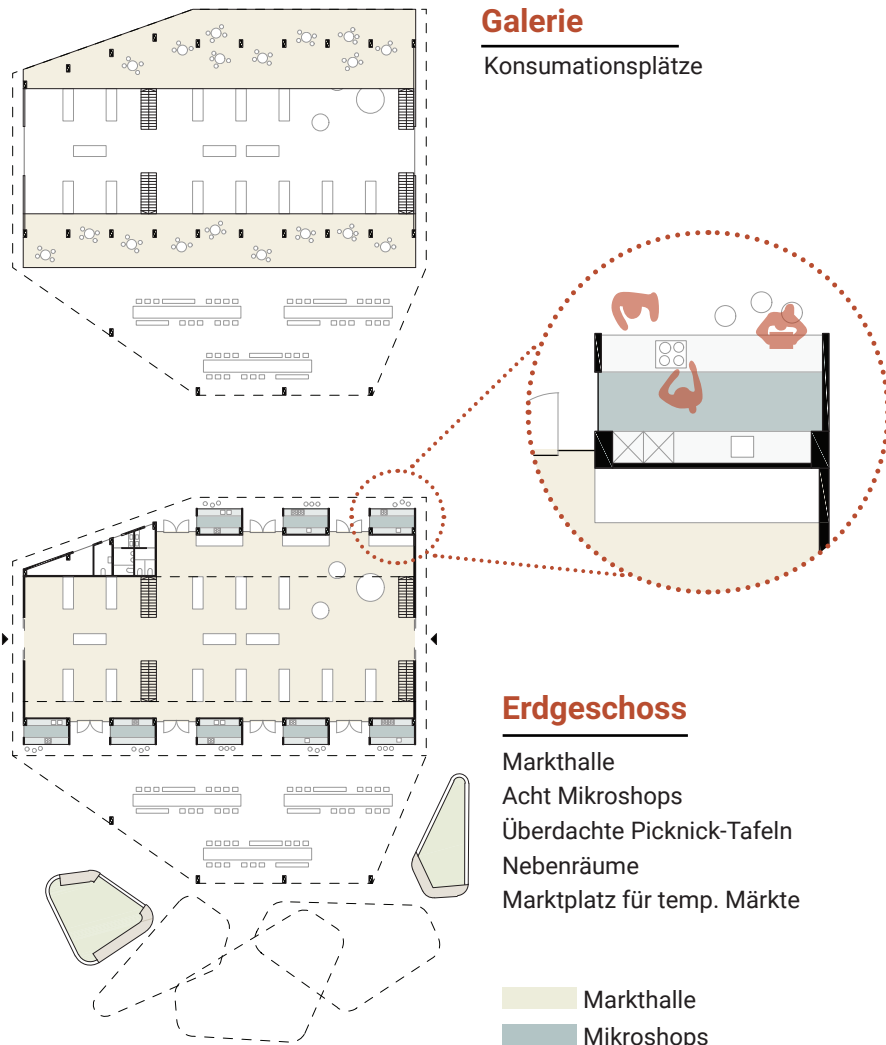 Galerie
Konsumationsplätze
Erdgeschoss
Markthalle
Acht Mikroshops
Überdachte Picknick-Tafeln
Nebenräume
Marktplatz für temp. Märkte
Markthalle
Mikroshops